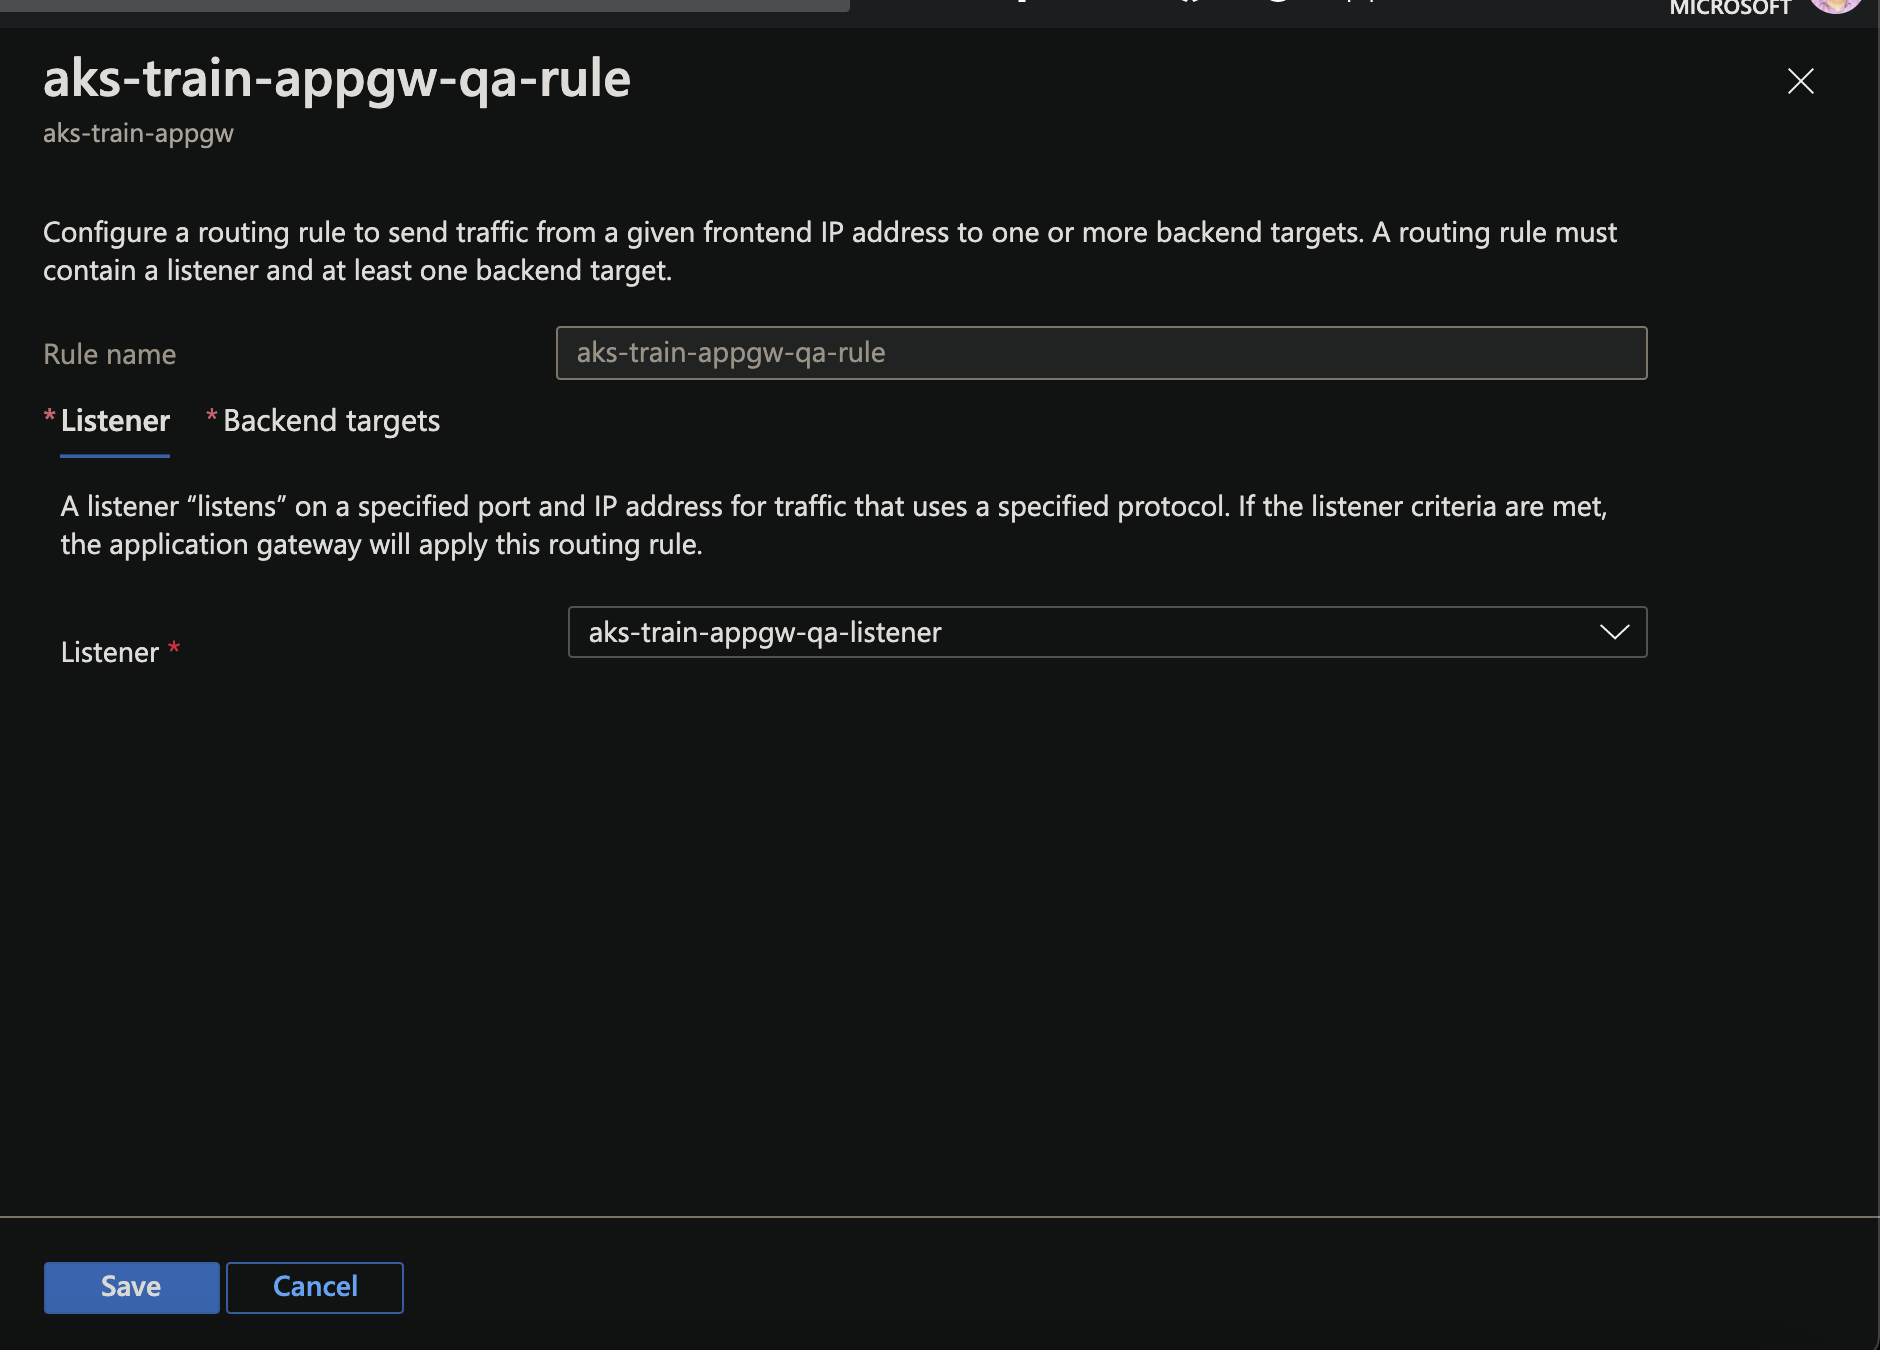 MICROSOFT
aks-train-appgw-qa-rule
aks-train-appgw
Configure a routing rule to send traffic from a given frontend IP address to one or more backend targets. A routing rule must
contain a listener and at least one backend target.
Rule name
aks-train-appgw-qa-rule
* Listener * Backend targets
A listener “listens” on a specified port and IP address for traffic that uses a specified protocol. If the listener criteria are met,
the application gateway will apply this routing rule.
Listener *
aks-train-appgw-qa-listener
Save Cancel